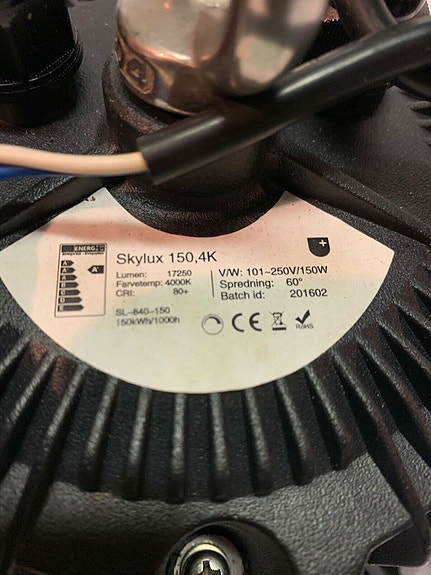 ENERG
Skylux 150,4K
Lumen: 17250
Farvetemp: 4000K
CRI: 80+
SL-840-150
150kWh/1000h
V/W: 101~250V/150W
Spredning: 60°
Batch id: 201602
CE
RoHS